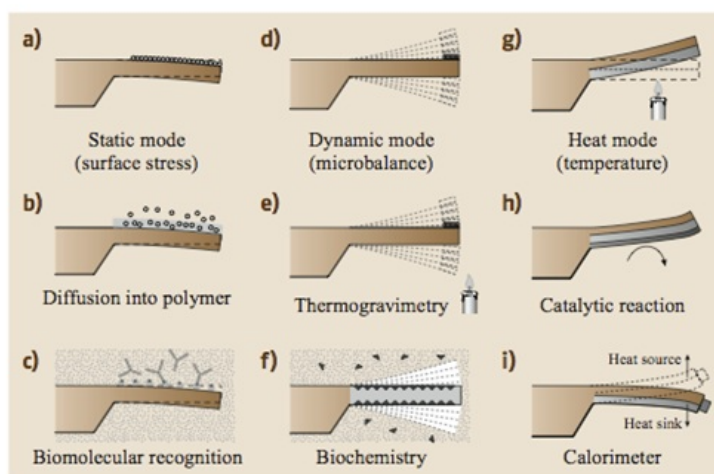 a)
Static mode
(surface stress)
d)
Dynamic mode
(microbalance)
g)
Heat mode
(temperature)
b)
Diffusion into polymer
e)
Thermogravimetry
h)
Catalytic reaction
c)
Biomolecular recognition
f)
Biochemistry
i)
Heat source
Heat sink
Calorimeter